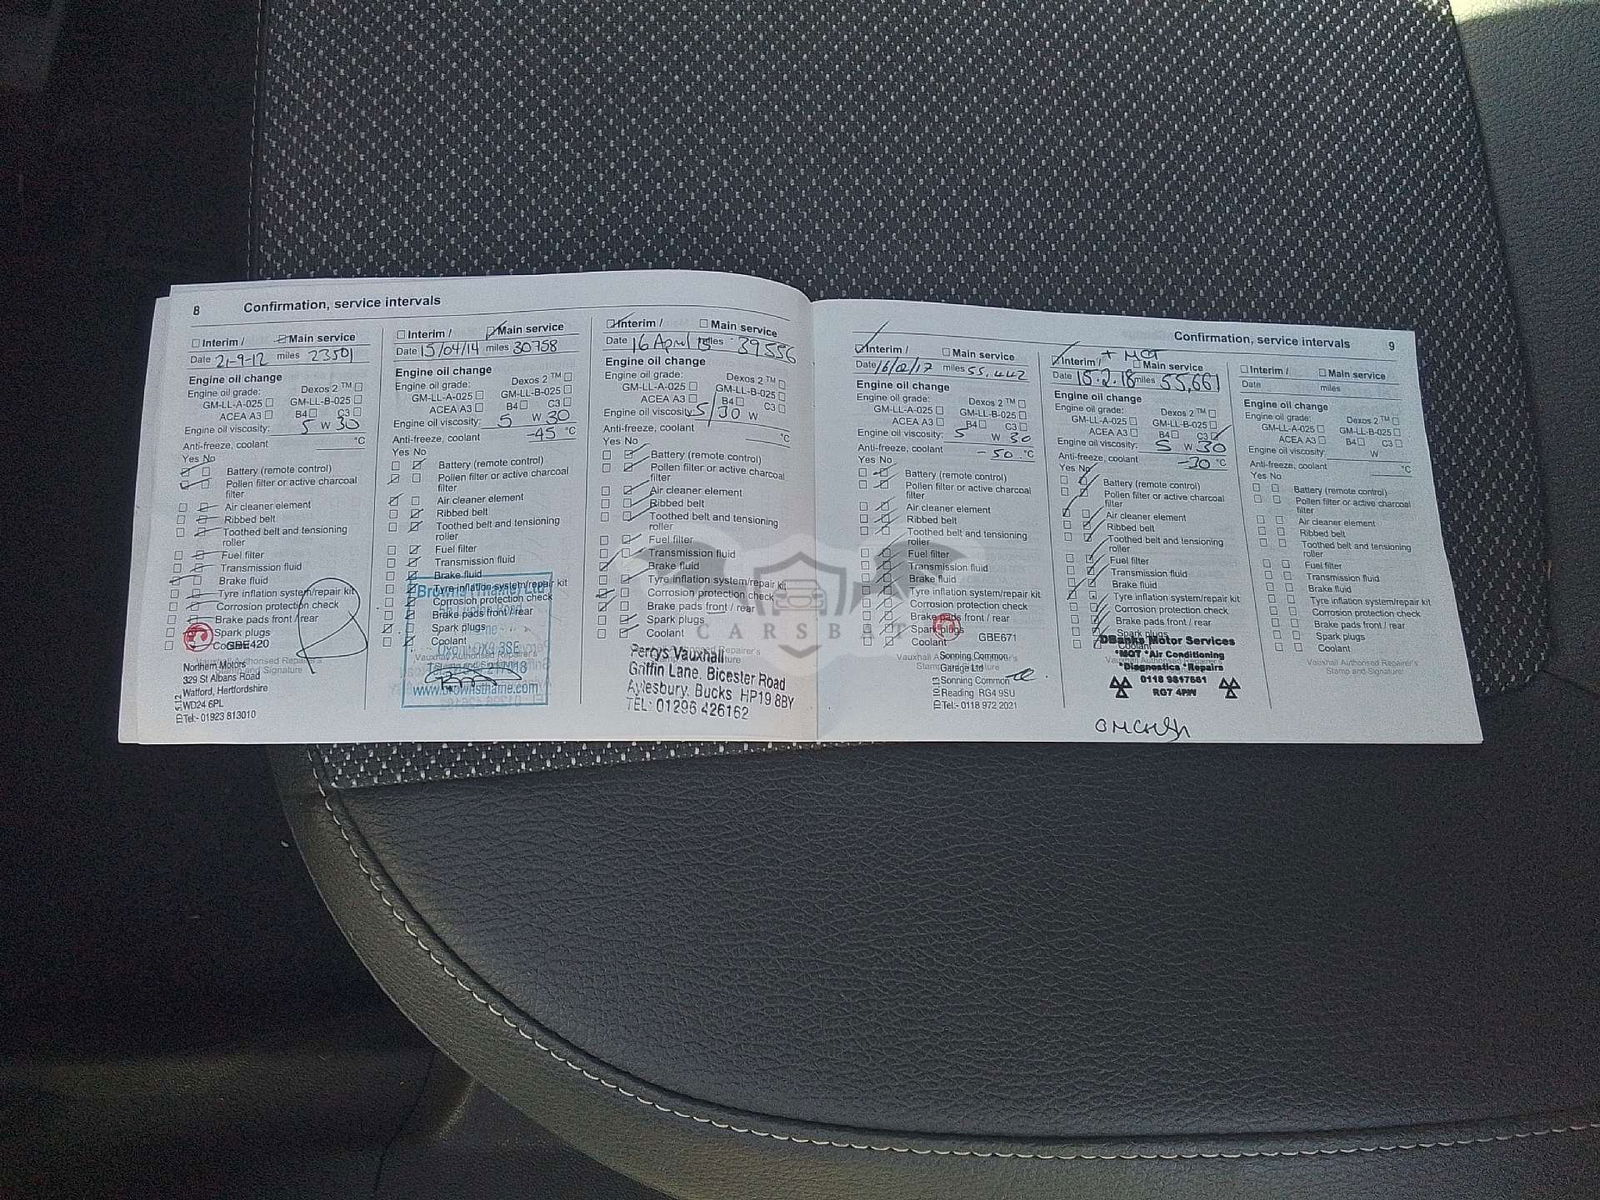 8 Confirmation, service intervals
Interim / Main service
Date 21-9-12 miles 23501
Engine oil change
Engine oil grade: Dexos 2 ™
GM-LL-A-025 GM-LL-B-025
ACEA A3 B4 C3
Engine oil viscosity: 5 W 30
Anti-freeze, coolant °C
Yes No
Battery (remote control)
Pollen filter or active charcoal
filter
Air cleaner element
Ribbed belt
Toothed belt and tensioning
roller
Fuel filter
Transmission fluid
Brake fluid
Tyre inflation system/repair kit
Corrosion protection check
Brake pads front / rear
Spark plugs
GBE420
Northern Motors
329 St Albans Road
Watford, Hertfordshire
WD24 6PL
Tel:- 01923 813010
Interim / Main service
Date 15/04/14 miles 30758
Engine oil change
Engine oil grade: Dexos 2 ™
GM-LL-A-025 GM-LL-B-025
ACEA A3 B4 C3
Engine oil viscosity: 5 W 30
Anti-freeze, coolant -45 °C
Yes No
Battery (remote control)
Pollen filter or active charcoal
filter
Air cleaner element
Ribbed belt
Toothed belt and tensioning
roller
Fuel filter
Transmission fluid
Brake fluid
Tyre inflation system/repair kit
Corrosion protection check
Brake pads front / rear
Spark plugs
Coolant
Browns (Thame) Ltd
OX9 3SE
www.brownsthame.com
Interim / Main service
Date 16 April 15 miles 39556
Engine oil change
Engine oil grade: Dexos 2 ™
GM-LL-A-025 GM-LL-B-025
ACEA A3 B4 C3
Engine oil viscosity: 5/30 W
Anti-freeze, coolant °C
Yes No
Battery (remote control)
Pollen filter or active charcoal
filter
Air cleaner element
Ribbed belt
Toothed belt and tensioning
roller
Fuel filter
Transmission fluid
Brake fluid
Tyre inflation system/repair kit
Corrosion protection check
Brake pads front / rear
Spark plugs
Coolant
Perrys Vauxhall
Griffin Lane, Bicester Road
Aylesbury, Bucks HP19 8BY
TEL: 01296 426162
CARSBAT
Confirmation, service intervals 9
Interim / Main service
Date /17 miles 55,442
Engine oil change
Engine oil grade: Dexos 2 ™
GM-LL-A-025 GM-LL-B-025
ACEA A3 B4 C3
Engine oil viscosity: 5 W 30
Anti-freeze, coolant -50 °C
Yes No
Battery (remote control)
Pollen filter or active charcoal
filter
Air cleaner element
Ribbed belt
Toothed belt and tensioning
roller
Fuel filter
Transmission fluid
Brake fluid
Tyre inflation system/repair kit
Corrosion protection check
Brake pads front / rear
Spark plugs
Coolant GBE671
Sonning Common
Garage Ltd
Sonning Common
Reading. RG4 9SU
Tel:- 0118 972 2021
Interim / + MOT Main service
Date 15.2.18 miles 55,661
Engine oil change
Engine oil grade: Dexos 2 ™
GM-LL-A-025 GM-LL-B-025
ACEA A3 B4 C3
Engine oil viscosity: 5 W 30
Anti-freeze, coolant -30 °C
Yes No
Battery (remote control)
Pollen filter or active charcoal
filter
Air cleaner element
Ribbed belt
Toothed belt and tensioning
roller
Fuel filter
Transmission fluid
Brake fluid
Tyre inflation system/repair kit
Corrosion protection check
Brake pads front / rear
Spark plugs
DBanks Motor Services
*MOT *Air Conditioning
*Diagnostics *Repairs
0118 9817581
RG7 4PW
Interim / Main service
Date miles
Engine oil change
Engine oil grade: Dexos 2 ™
GM-LL-A-025 GM-LL-B-025
ACEA A3 B4 C3
Engine oil viscosity: W
Anti-freeze, coolant °C
Yes No
Battery (remote control)
Pollen filter or active charcoal
filter
Air cleaner element
Ribbed belt
Toothed belt and tensioning
roller
Fuel filter
Transmission fluid
Brake fluid
Tyre inflation system/repair kit
Corrosion protection check
Brake pads front / rear
Spark plugs
Coolant
Vauxhall Authorised Repairer's
Stamp and Signature